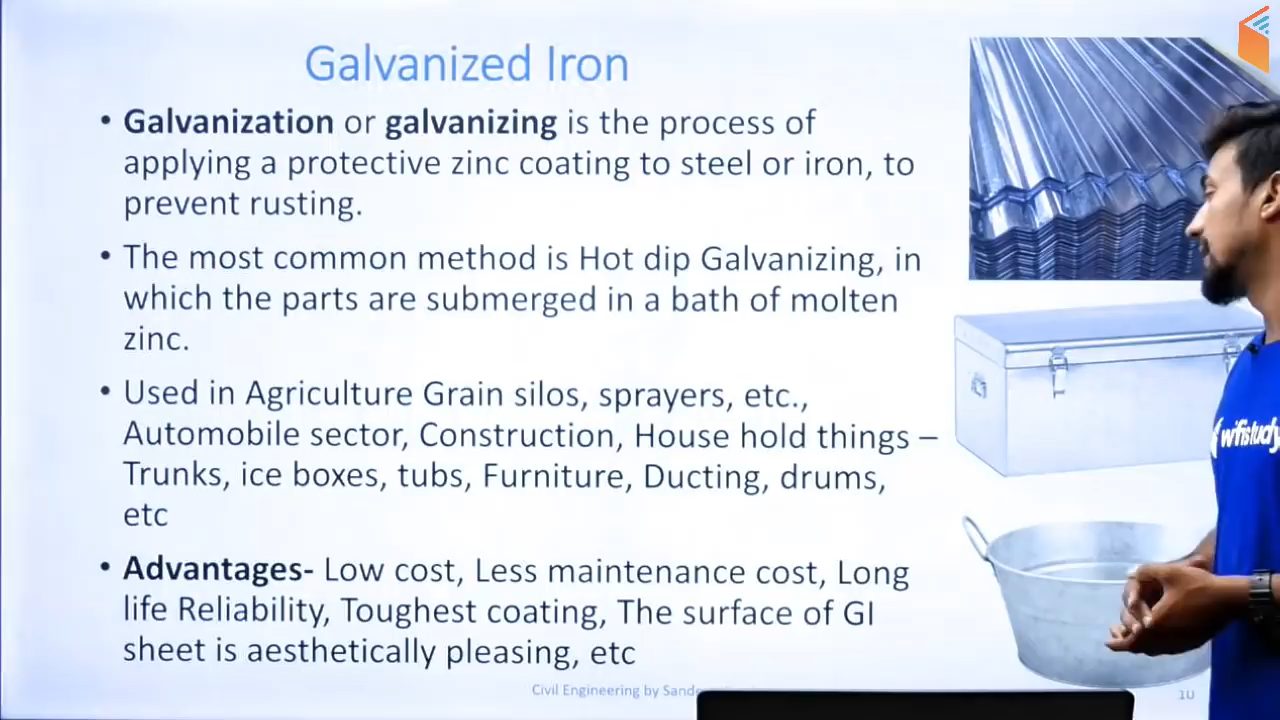 Galvanized Iron
• Galvanization or galvanizing is the process of
applying a protective zinc coating to steel or iron, to
prevent rusting.
• The most common method is Hot dip Galvanizing, in
which the parts are submerged in a bath of molten
zinc.
• Used in Agriculture Grain silos, sprayers, etc.,
Automobile sector, Construction, House hold things –
Trunks, ice boxes, tubs, Furniture, Ducting, drums,
etc
• Advantages- Low cost, Less maintenance cost, Long
life Reliability, Toughest coating, The surface of GI
sheet is aesthetically pleasing, etc
Civil Engineering by
10
wifistudy